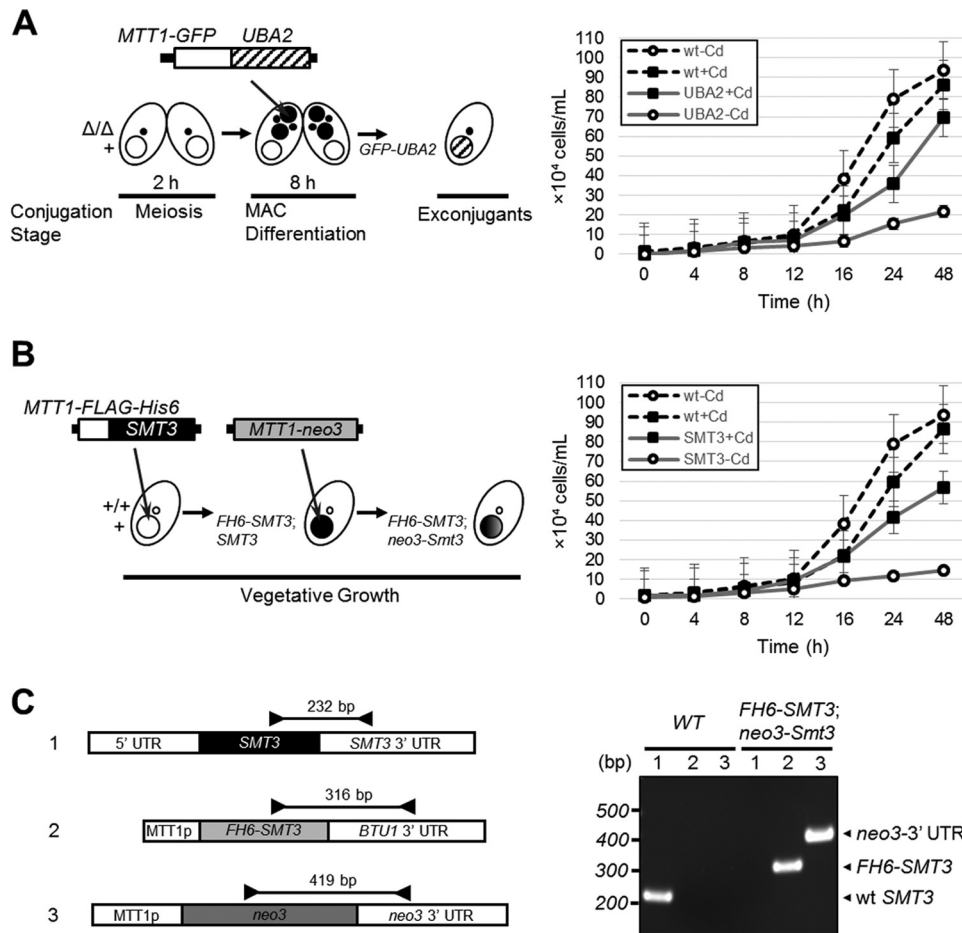 A
MTT1-GFP UBA2
Δ/Δ
+
GFP-UBA2
2 h 8 h
Conjugation
Stage
Meiosis
MAC
Differentiation
Exconjugants
×10⁴ cells/mL
110
100
90
80
70
60
50
40
30
20
10
0
wt-Cd
wt+Cd
UBA2+Cd
UBA2-Cd
0 4 8 12 16 24 48
Time (h)
B
MTT1-FLAG-His6
SMT3
MTT1-neo3
+/+
+
FH6-SMT3;
SMT3
FH6-SMT3;
neo3-Smt3
Vegetative Growth
×10⁴ cells/mL
110
100
90
80
70
60
50
40
30
20
10
0
wt-Cd
wt+Cd
SMT3+Cd
SMT3-Cd
0 4 8 12 16 24 48
Time (h)
C
232 bp
1 5' UTR SMT3 SMT3 3' UTR
316 bp
2 MTT1p FH6-SMT3 BTU1 3' UTR
419 bp
3 MTT1p neo3 neo3 3' UTR
WT
FH6-SMT3;
neo3-Smt3
(bp) 1 2 3 1 2 3
500
400
300
200
neo3-3' UTR
FH6-SMT3
wt SMT3